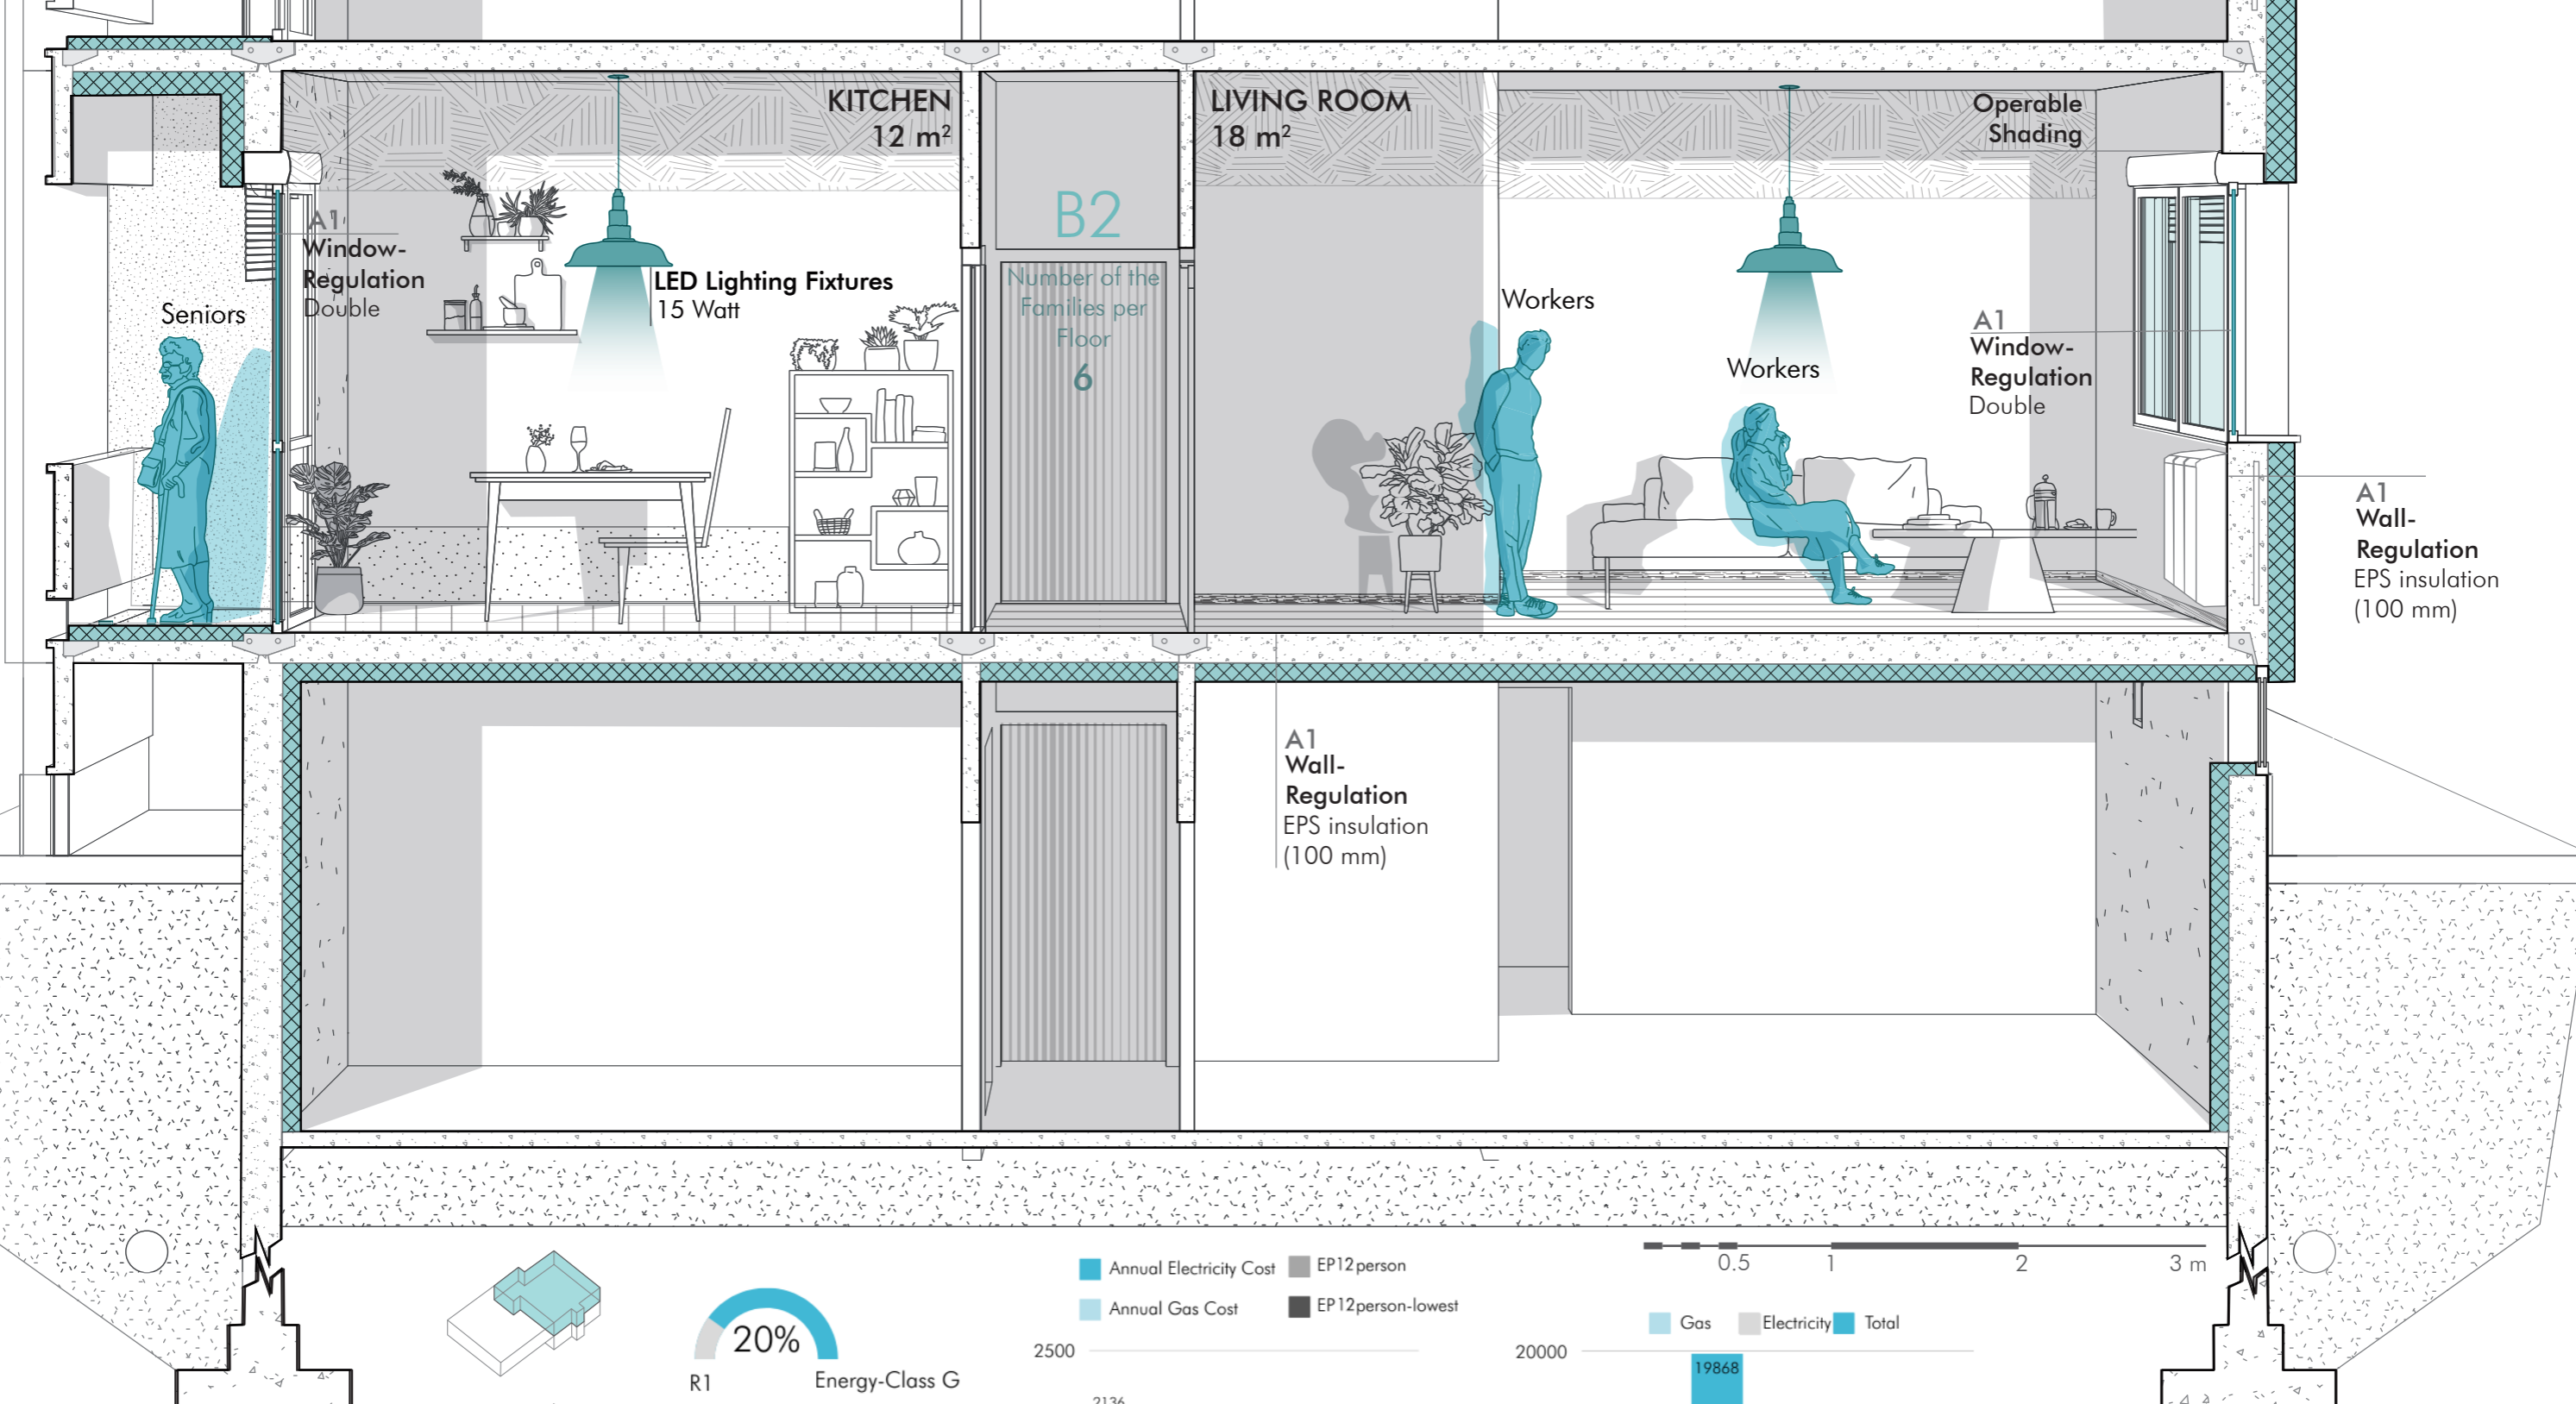 KITCHEN
12 m²
LIVING ROOM
18 m²
Operable
Shading
B2
Number of the
Families per
Floor
6
A1
Window-
Regulation
Double
LED Lighting Fixtures
15 Watt
Seniors
Workers
Workers
A1
Window-
Regulation
Double
A1
Wall-
Regulation
EPS insulation
(100 mm)
A1
Wall-
Regulation
EPS insulation
(100 mm)
20%
R1
Energy-Class G
Annual Electricity Cost
EP12person
Annual Gas Cost
EP12person-lowest
2500
2136
0.5 1 2 3 m
Gas Electricity Total
20000
19868